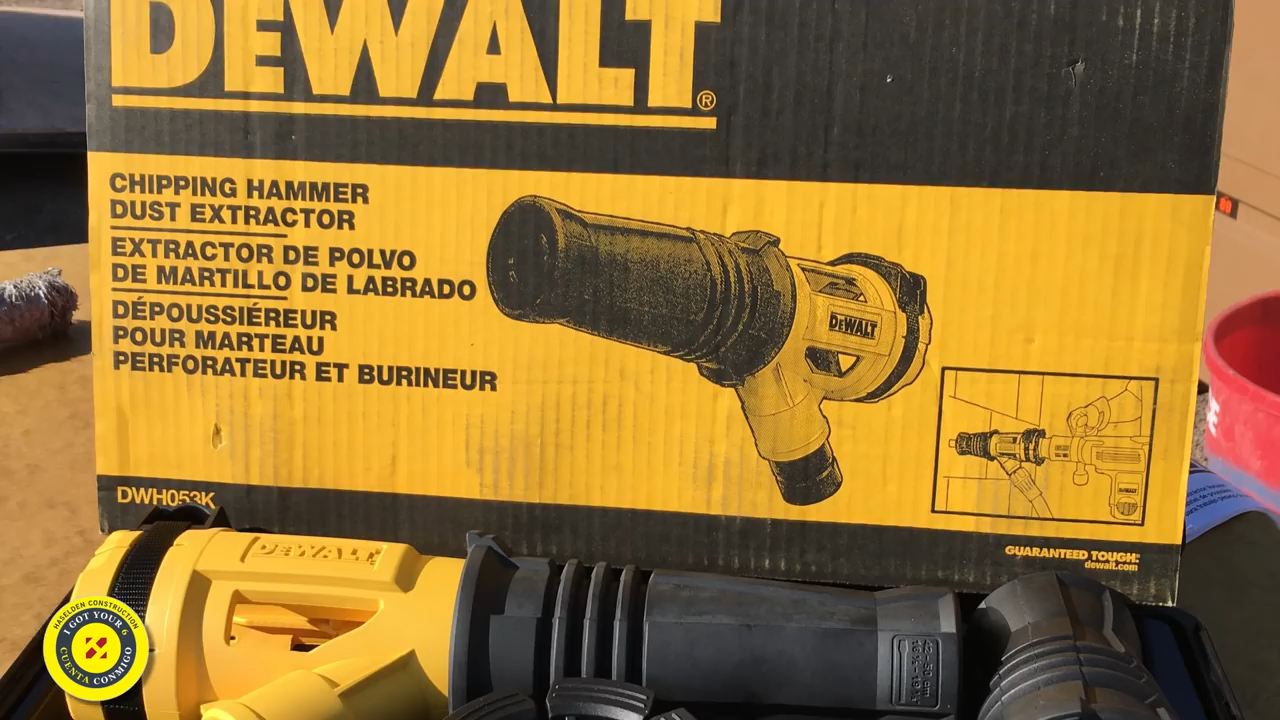 DEWALT®
CHIPPING HAMMER
DUST EXTRACTOR
EXTRACTOR DE POLVO
DE MARTILLO DE LABRADO
DÉPOUSSIÉREUR
POUR MARTEAU
PERFORATEUR ET BURINEUR
DEWALT
DEWALT
DWH053K
GUARANTEED TOUGH®
dewalt.com
DEWALT
HASELDEN CONSTRUCTION
I GOT YOUR 6
CUENTA CONMIGO